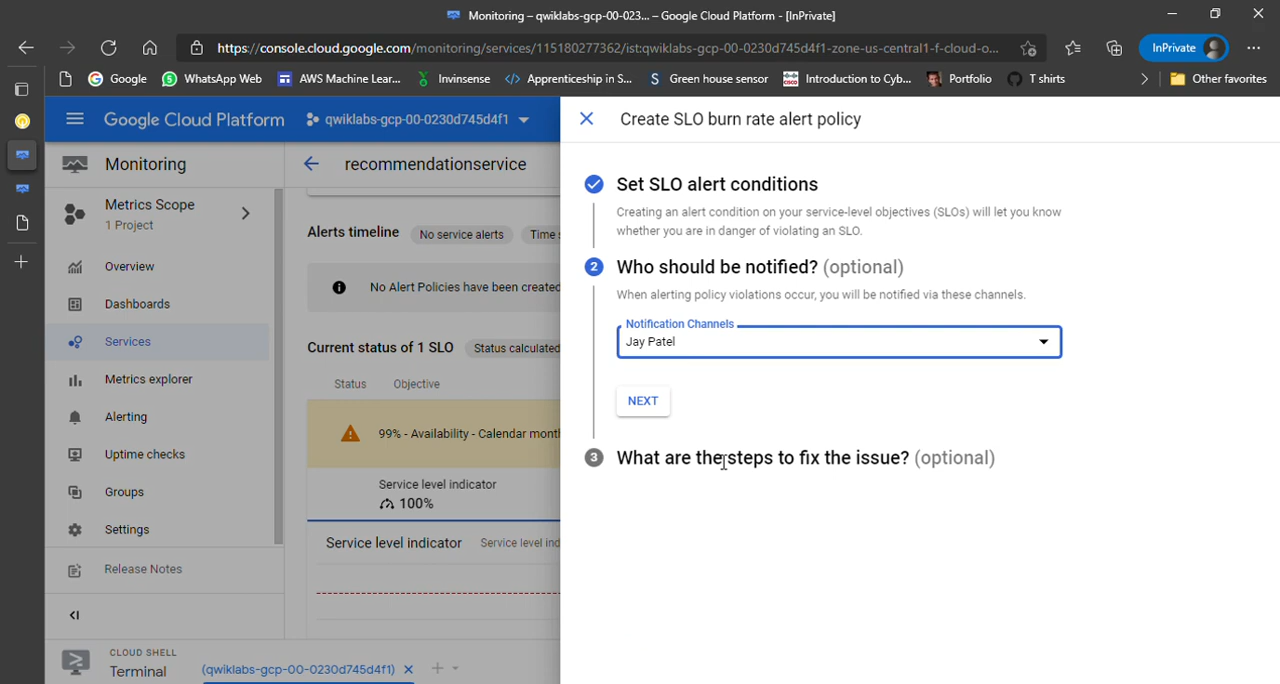 Monitoring – qwiklabs-gcp-00-023... – Google Cloud Platform - [InPrivate]
https://console.cloud.google.com/monitoring/services/115180277362/ist:qwiklabs-gcp-00-0230d745d4f1-zone-us-central1-f-cloud-o...
InPrivate
Google
WhatsApp Web
AWS Machine Lear...
Invinsense
Apprenticeship in S...
Green house sensor
Introduction to Cyb...
Portfolio
T shirts
Other favorites
Google Cloud Platform
qwiklabs-gcp-00-0230d745d4f1
Monitoring
Metrics Scope
1 Project
Overview
Dashboards
Services
Metrics explorer
Alerting
Uptime checks
Groups
Settings
Release Notes
recommendationservice
Alerts timeline
No service alerts
Time s
No Alert Policies have been created
Current status of 1 SLO
Status calculated
Status
Objective
99% - Availability - Calendar month
Service level indicator
100%
Service level indicator
Service level ind
CLOUD SHELL
Terminal
(qwiklabs-gcp-00-0230d745d4f1)
Create SLO burn rate alert policy
Set SLO alert conditions
Creating an alert condition on your service-level objectives (SLOs) will let you know
whether you are in danger of violating an SLO.
2
Who should be notified? (optional)
When alerting policy violations occur, you will be notified via these channels.
Notification Channels
Jay Patel
NEXT
3
What are the steps to fix the issue? (optional)